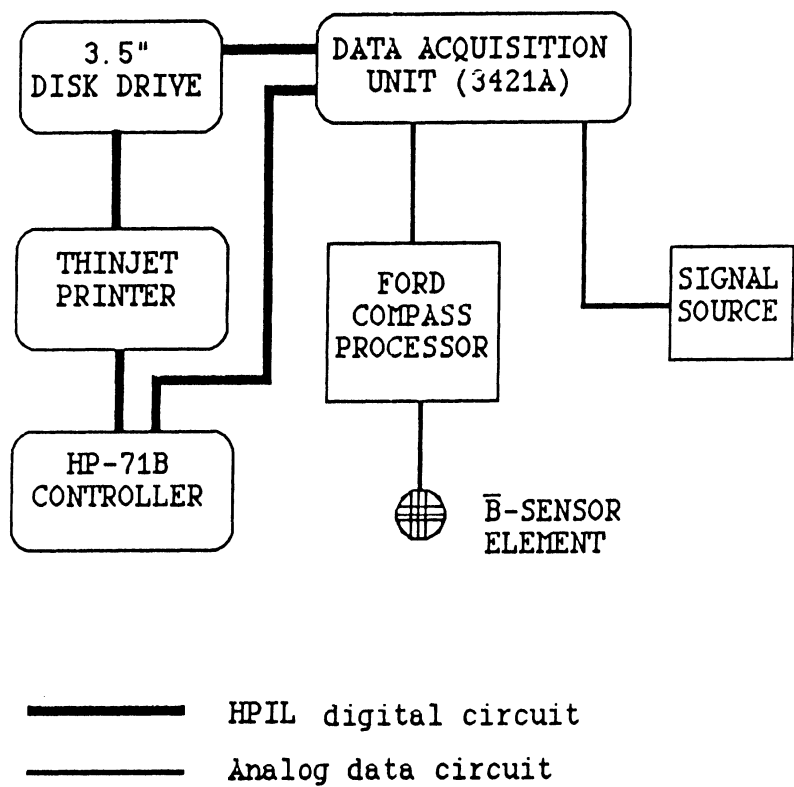 3.5"
DISK DRIVE
DATA ACQUISITION
UNIT (3421A)
THINJET
PRINTER
FORD
COMPASS
PROCESSOR
SIGNAL
SOURCE
HP-71B
CONTROLLER
B̅-SENSOR
ELEMENT
HPIL digital circuit
Analog data circuit